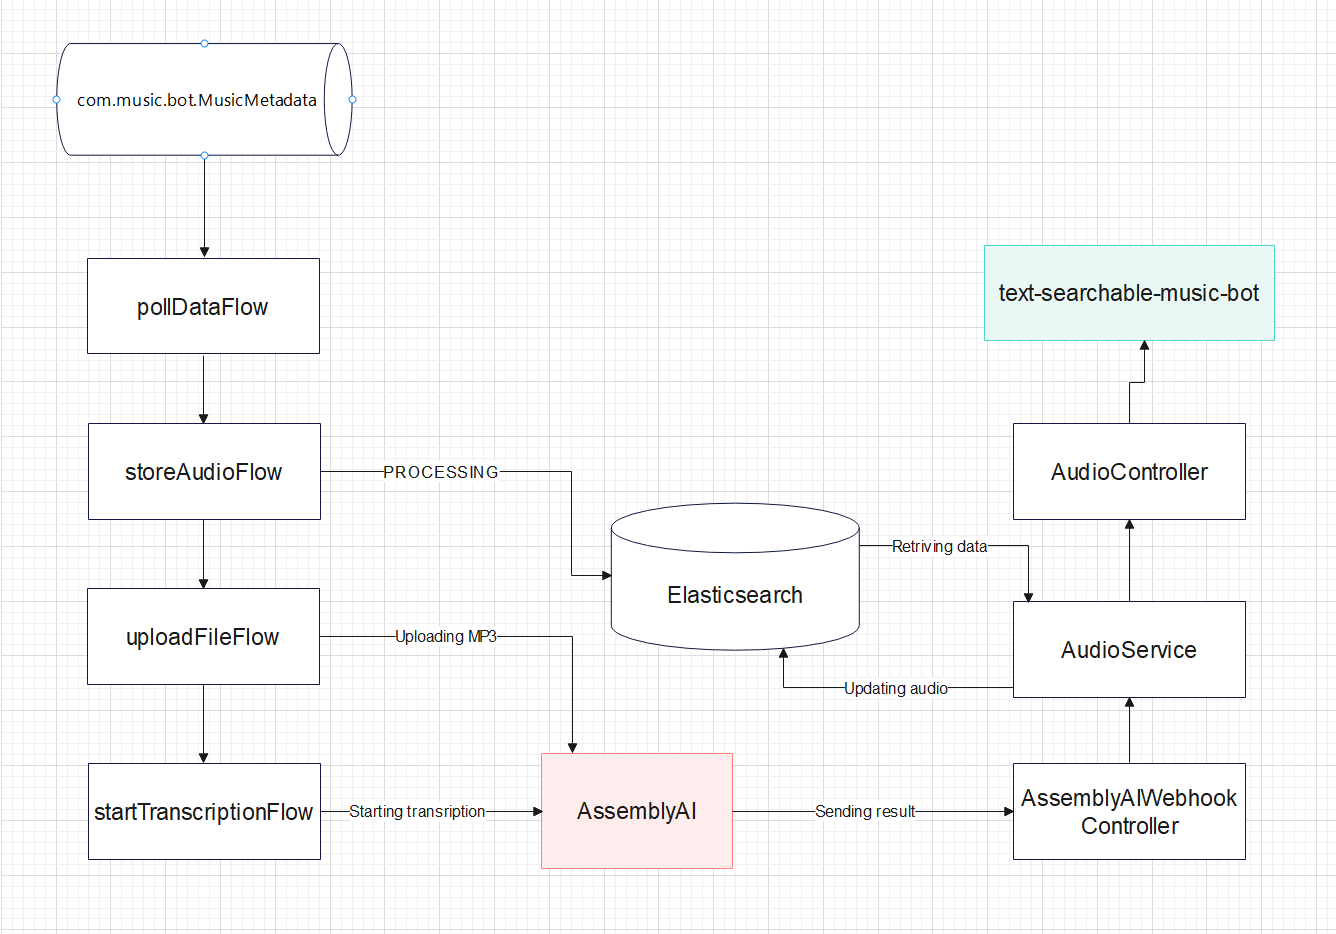 com.music.bot.MusicMetadata
pollDataFlow
text-searchable-music-bot
storeAudioFlow
PROCESSING
AudioController
Retriving data
Elasticsearch
uploadFileFlow
Uploading MP3
AudioService
Updating audio
startTranscriptionFlow
Starting transription
AssemblyAI
Sending result
AssemblyAIWebhook
Controller